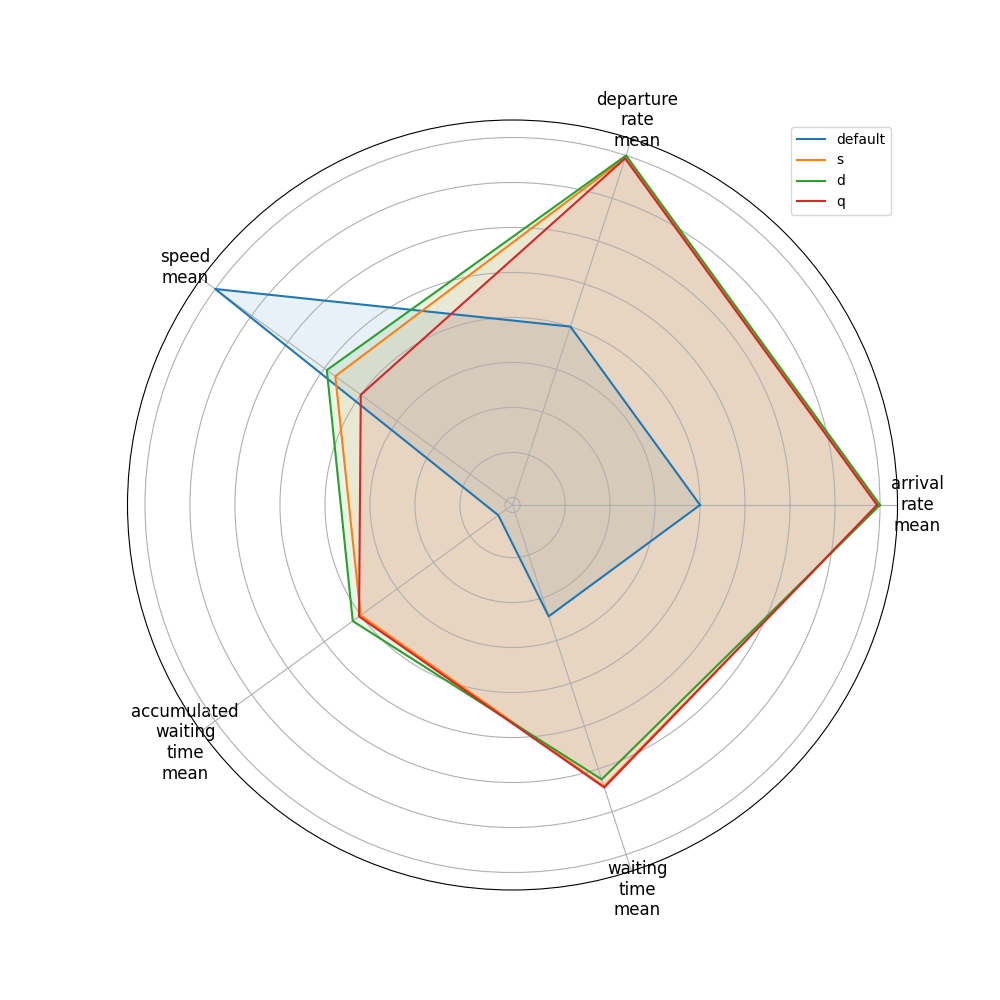 departure
rate
mean
default
s
d
q
speed
mean
arrival
rate
mean
accumulated
waiting
time
mean
waiting
time
mean